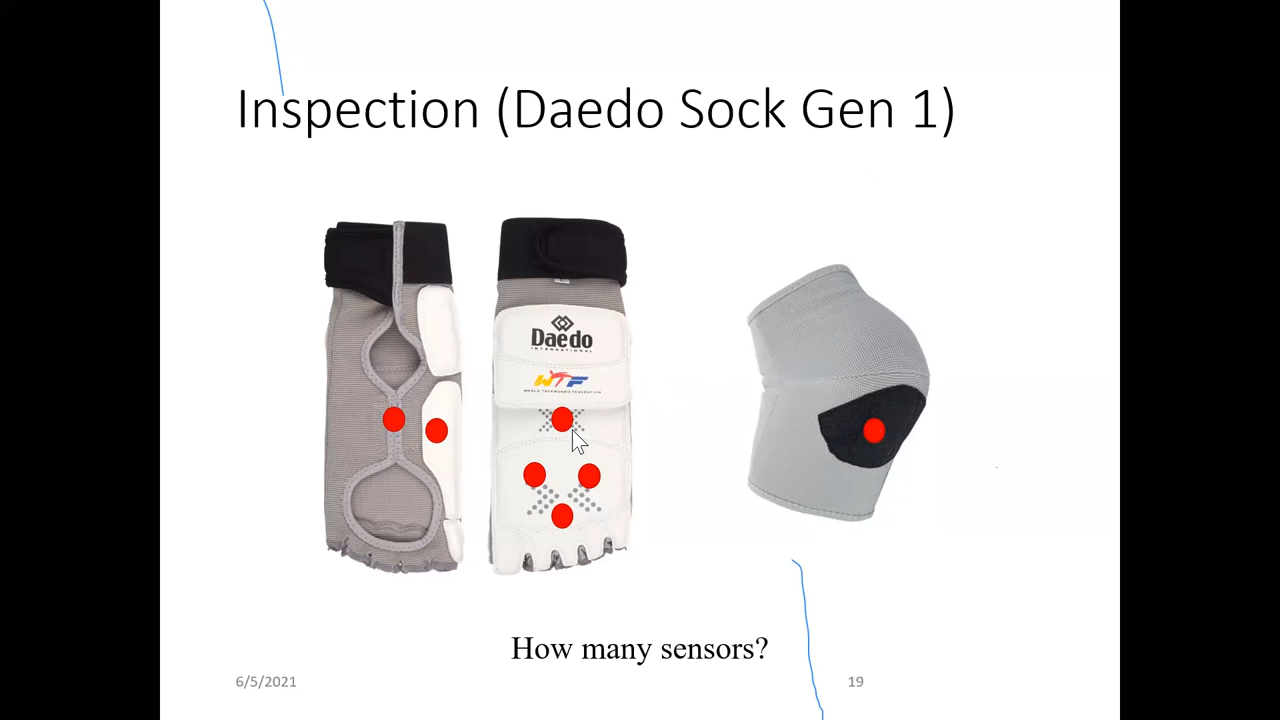 Inspection (Daedo Sock Gen 1)
Daedo
INTERNATIONAL
WTF
WORLD TAEKWONDO FEDERATION
How many sensors?
6/5/2021
19